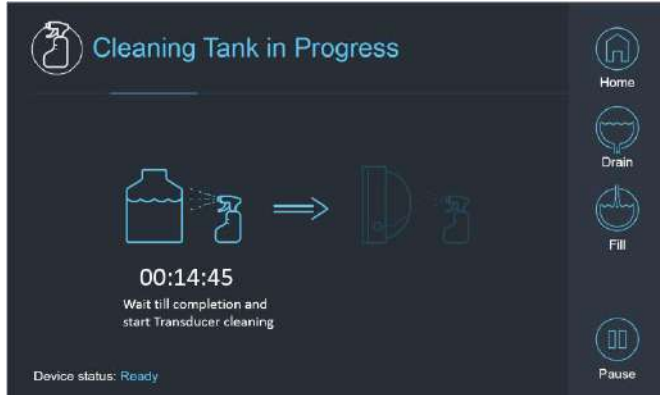 Cleaning Tank in Progress
Home
Drain
Fill
00:14:45
Wait till completion and
start Transducer cleaning
Device status: Ready
Pause